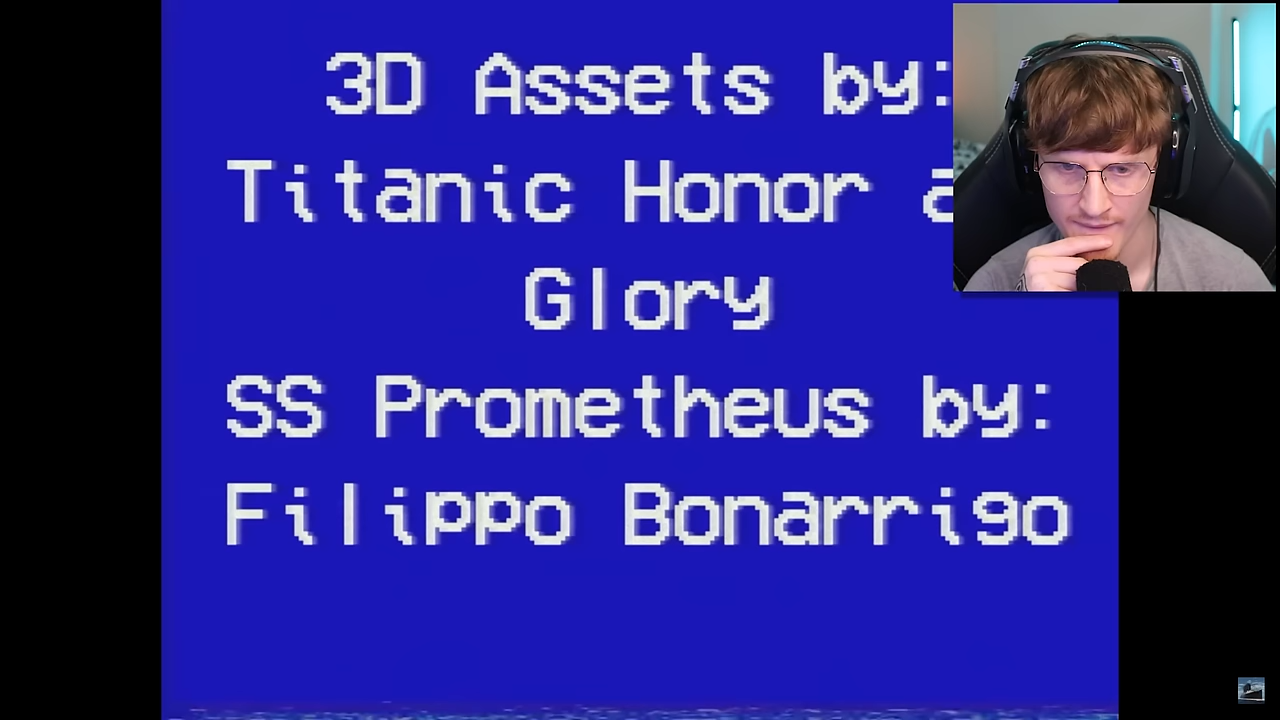 3D Assets by:
Titanic Honor a
Glory
SS Prometheus by:
Filippo Bonarrigo